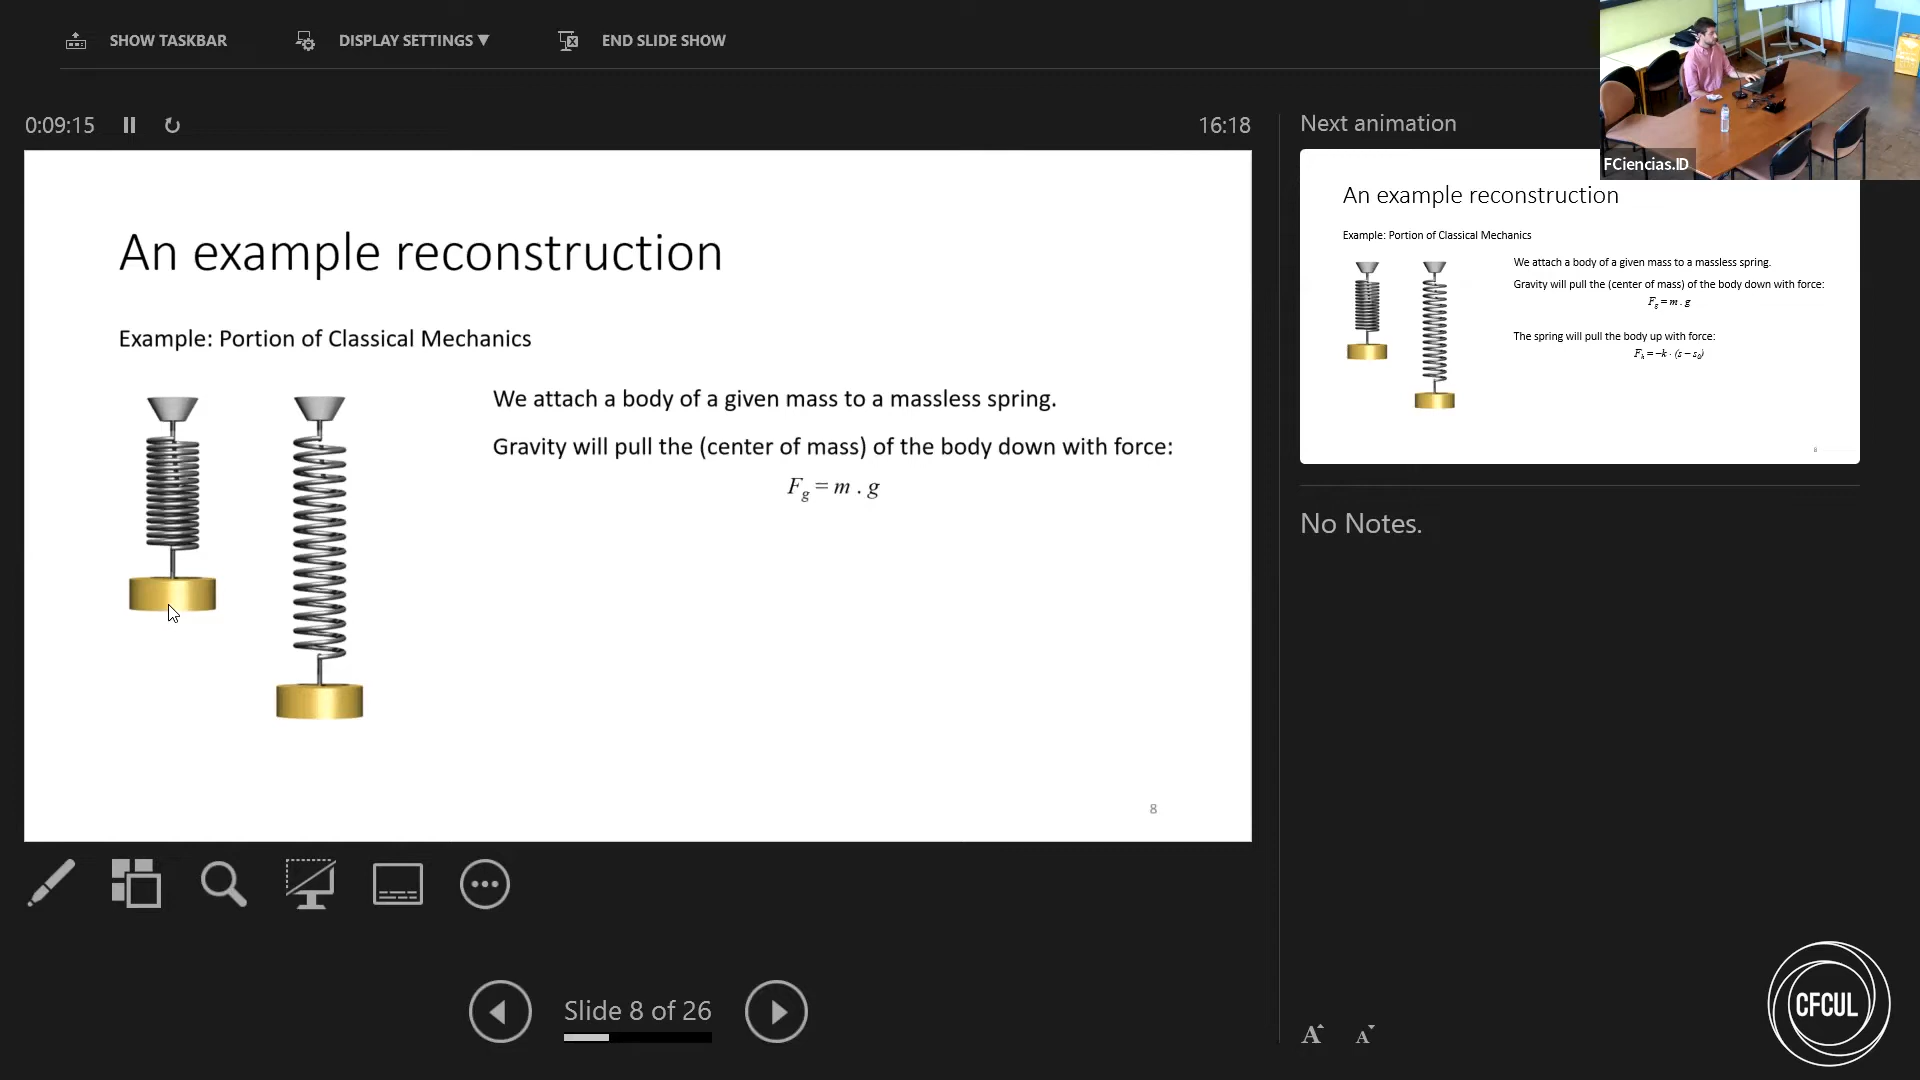 SHOW TASKBAR
DISPLAY SETTINGS ▼
END SLIDE SHOW
FCiencias.ID
0:09:15
16:18
Next animation
An example reconstruction
Example: Portion of Classical Mechanics
We attach a body of a given mass to a massless spring.
Gravity will pull the (center of mass) of the body down with force:
F_g = m . g
8
An example reconstruction
Example: Portion of Classical Mechanics
We attach a body of a given mass to a massless spring.
Gravity will pull the (center of mass) of the body down with force:
F_g = m . g
The spring will pull the body up with force:
F_k = −k · (s − s_0)
8
No Notes.
Slide 8 of 26
A A
CFCUL